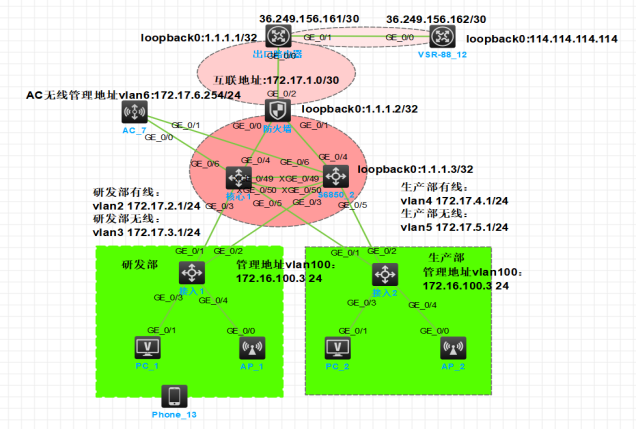 36.249.156.161/30
36.249.156.162/30
loopback0:1.1.1.1/32
GE_0/1
GE_0/0
loopback0:114.114.114.114
出口路由器
GE_0/0
VSR-88_12
互联地址:172.17.1.0/30
AC无线管理地址vlan6:172.17.6.254/24
GE_0/2
loopback0:1.1.1.2/32
防火墙
AC_7
GE_0/1
GE_0/0
GE_0/0
GE_0/1
GE_0/4
GE_0/6
GE_0/4
GE_0/6
loopback0:1.1.1.3/32
0/49
XGE_0/49
核心1
XGE_0/50
XGE_0/50
S6850_2
GE_0/3
GE_0/5
GE_0/3
GE_0/5
研发部有线：
vlan2 172.17.2.1/24
研发部无线：
vlan3 172.17.3.1/24
生产部有线：
vlan4 172.17.4.1/24
生产部无线：
vlan5 172.17.5.1/24
GE_0/1
GE_0/2
GE_0/1
GE_0/2
研发部
管理地址vlan100：
172.16.100.3 24
接入1
生产部
管理地址vlan100：
172.16.100.3 24
接入2
GE_0/3
GE_0/4
GE_0/3
GE_0/4
GE_0/1
GE_0/0
GE_0/1
GE_0/0
PC_1
AP_1
PC_2
AP_2
Phone_13